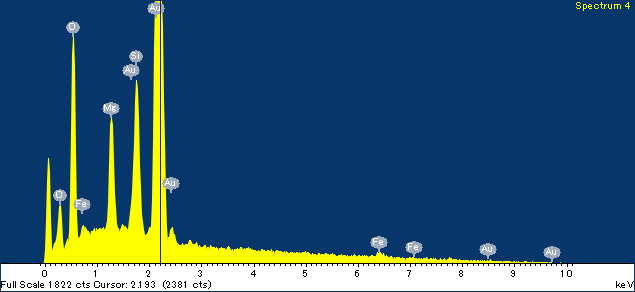 Spectrum 4
Au
O
Si
Au
Mg
Au
C
Fe
Fe
Fe
Au
Au
0 1 2 3 4 5 6 7 8 9 10
Full Scale 1822 cts Cursor: 2.193 (2381 cts) keV